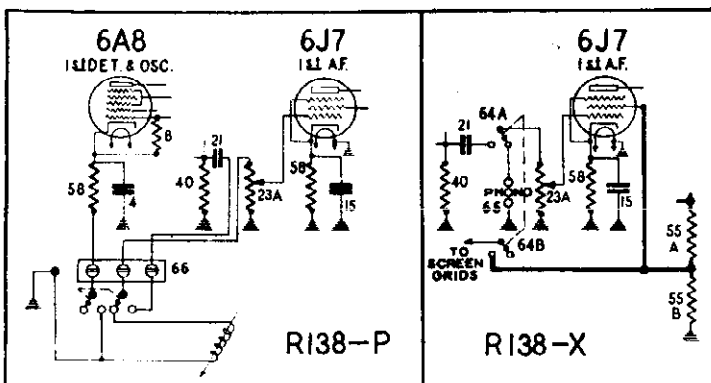 6A8
1st DET. & OSC.
6J7
1st A.F.
8
21
58
4
40
23A
58
15
66
R138-P
6J7
1st A.F.
64A
21
40
PHONO
65
23A
58
15
64B
TO
SCREEN
GRIDS
55
A
55
B
R138-X